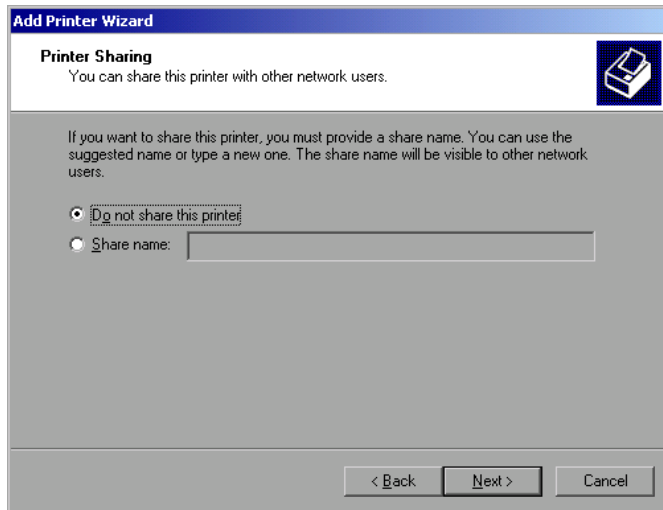 Add Printer Wizard
Printer Sharing
You can share this printer with other network users.
If you want to share this printer, you must provide a share name. You can use the
suggested name or type a new one. The share name will be visible to other network
users.
Do not share this printer
Share name:
< Back Next > Cancel